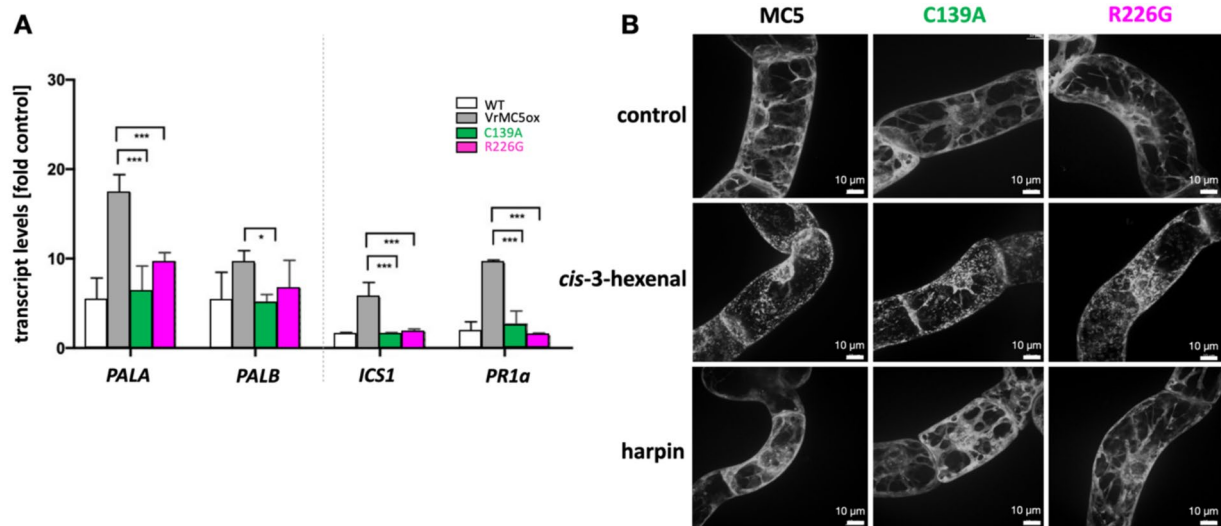 A
transcript levels [fold control]
30
20
10
0
WT
VrMC5ox
C139A
R226G
***
***
*
***
***
***
***
PALA PALB ICS1 PR1a
B
MC5 C139A R226G
control
10 µm 10 µm 10 µm
cis-3-hexenal
10 µm 10 µm 10 µm
harpin
10 µm 10 µm 10 µm